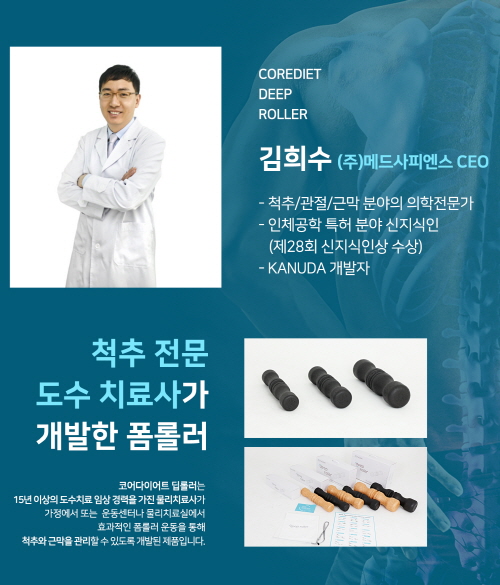 COREDIET
DEEP
ROLLER
김희수 (주)메드사피엔스 CEO
- 척추/관절/근막 분야의 의학전문가
- 인체공학 특허 분야 신지식인
(제28회 신지식인상 수상)
- KANUDA 개발자
척추 전문
도수 치료사가
개발한 폼롤러
코어다이어트 딥롤러는
15년 이상의 도수치료 임상 경력을 가진 물리치료사가
가정에서 또는 운동센터나 물리치료실에서
효과적인 폼롤러 운동을 통해
척추와 근막을 관리할 수 있도록 개발된 제품입니다.